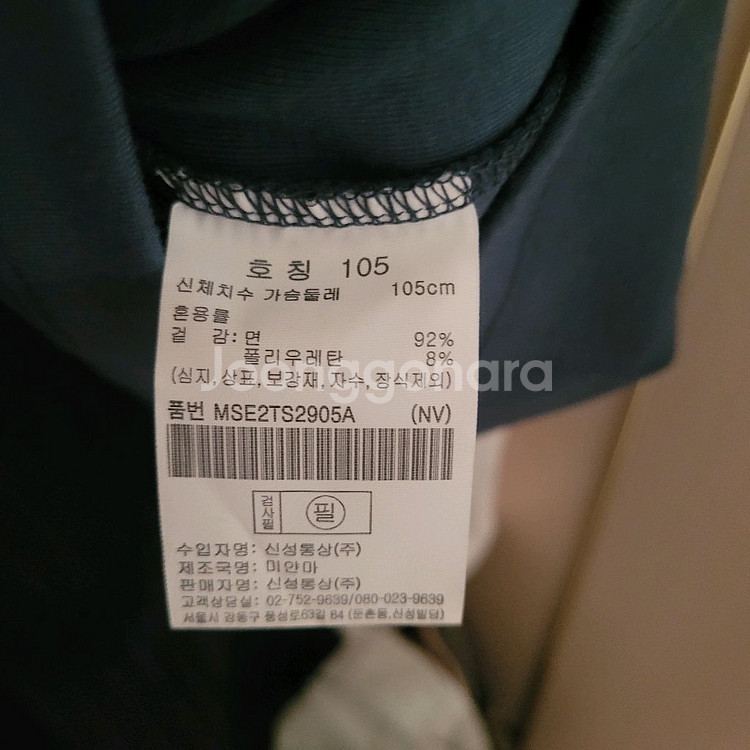 호 칭 105
신체치수 가슴둘레 105cm
혼용률
겉 감: 면 92%
폴리우레탄 8%
(심지, 상표, 보강재, 자수, 장식제외)
Joonggonara
품번 MSE2TS2905A (NV)
검사필 필
수입자명: 신성통상(주)
제조국명: 미얀마
판매자명: 신성통상(주)
고객상담실: 02-752-9639/080-023-9639
서울시 강동구 풍성로63길 84 (둔촌동,신성빌딩)